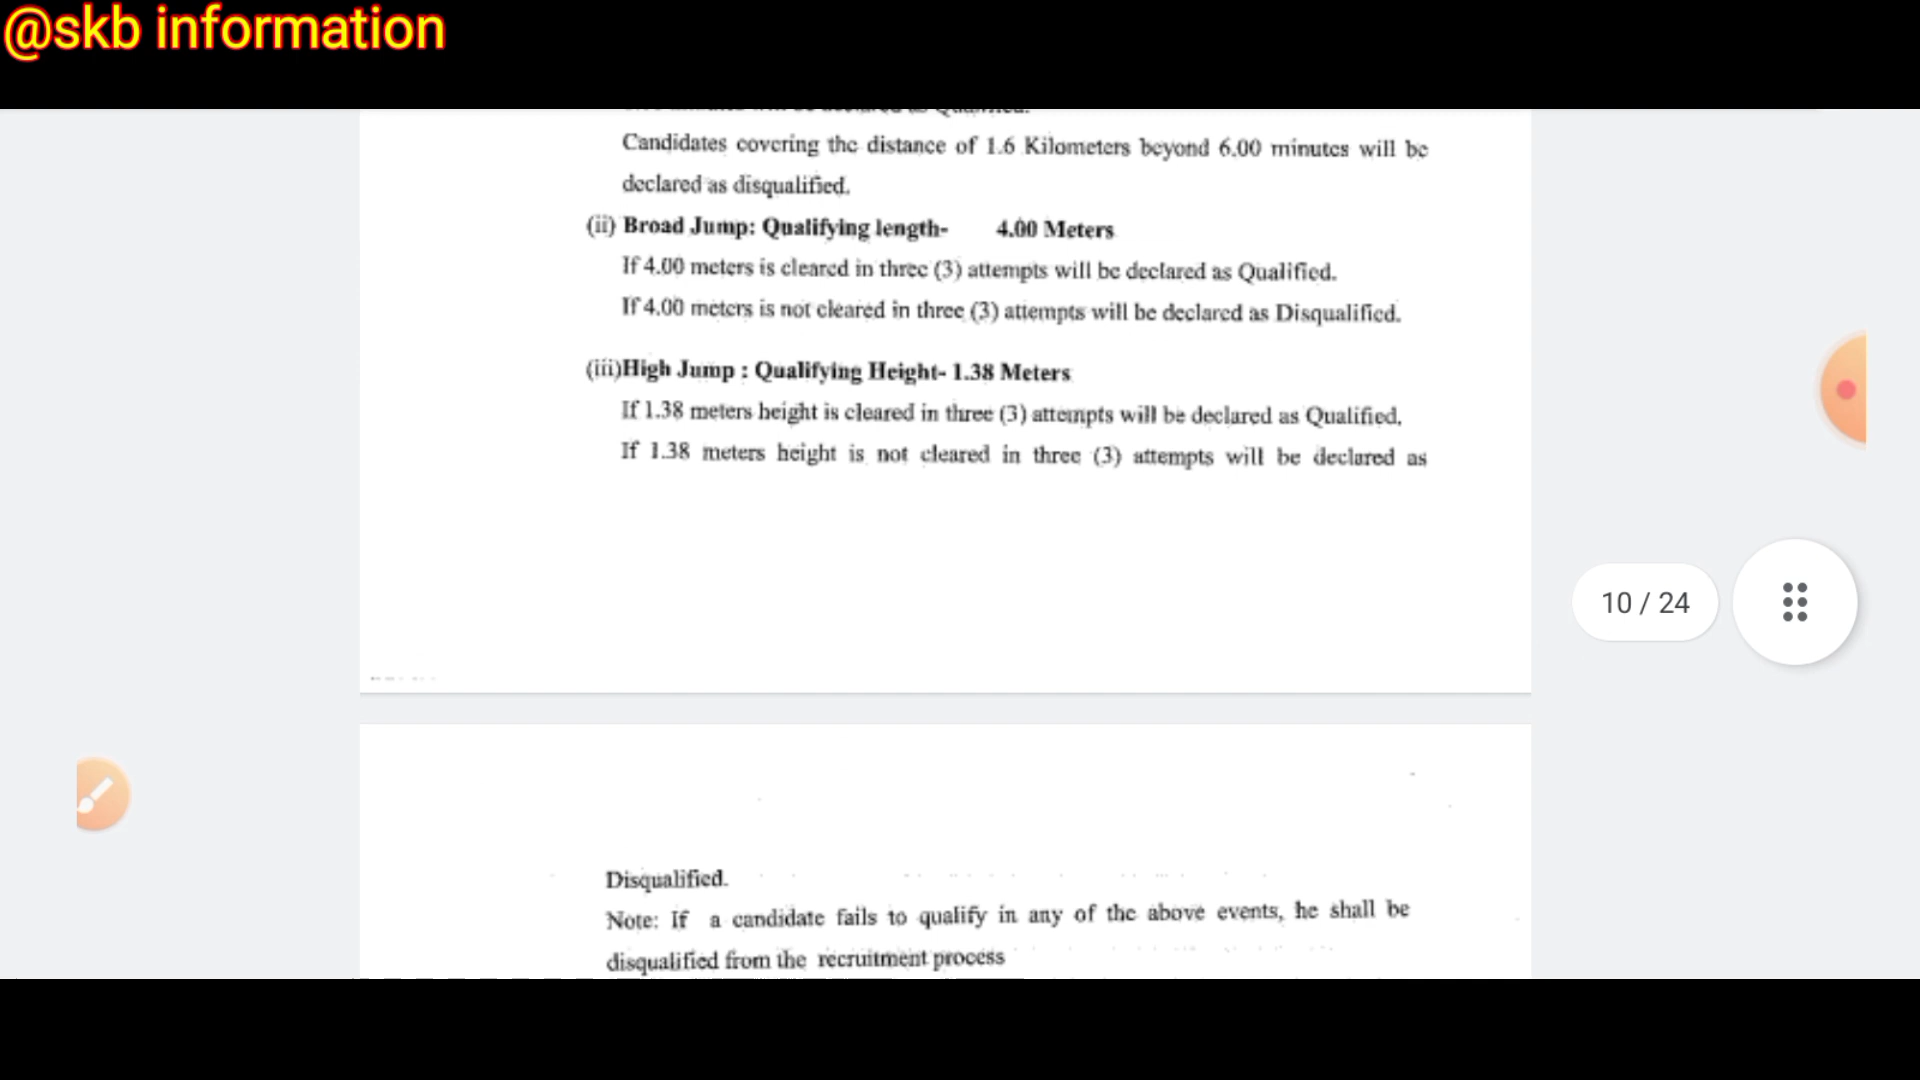 @skb information
Candidates covering the distance of 1.6 Kilometers beyond 6.00 minutes will be
declared as disqualified.
(ii) Broad Jump: Qualifying length- 4.00 Meters
If 4.00 meters is cleared in three (3) attempts will be declared as Qualified.
If 4.00 meters is not cleared in three (3) attempts will be declared as Disqualified.
(iii)High Jump : Qualifying Height- 1.38 Meters
If 1.38 meters height is cleared in three (3) attempts will be declared as Qualified.
If 1.38 meters height is not cleared in three (3) attempts will be declared as
10 / 24
Disqualified.
Note: If a candidate fails to qualify in any of the above events, he shall be
disqualified from the recruitment process